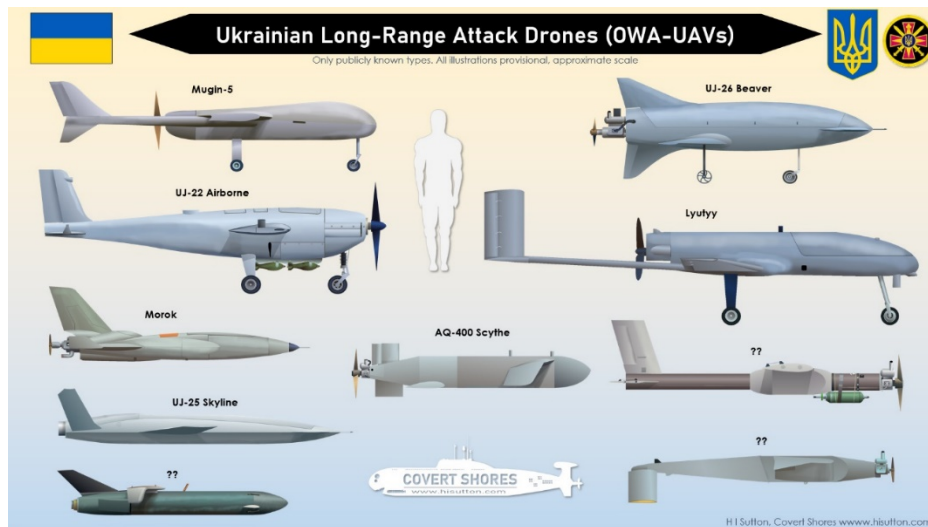 Ukrainian Long-Range Attack Drones (OWA-UAVs)
Only publicly known types. All illustrations provisional, approximate scale
Mugin-5
UJ-26 Beaver
UJ-22 Airborne
Lyutyy
Morok
AQ-400 Scythe
??
UJ-25 Skyline
??
??
COVERT SHORES
www.hisutton.com
H I Sutton, Covert Shores wwww.hisutton.com